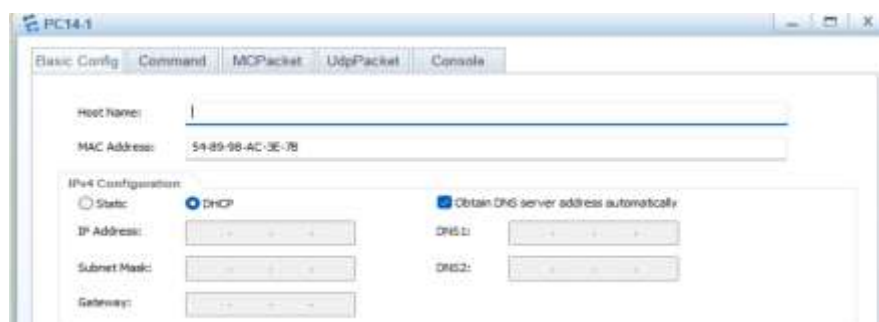 PC14-1
Basic Config Command MCPacket UdpPacket Console
Host Name:
MAC Address: 54-89-98-AC-3E-7B
IPv4 Configuration
Static DHCP Obtain DNS server address automatically
IP Address: DNS1:
Subnet Mask: DNS2:
Gateway: